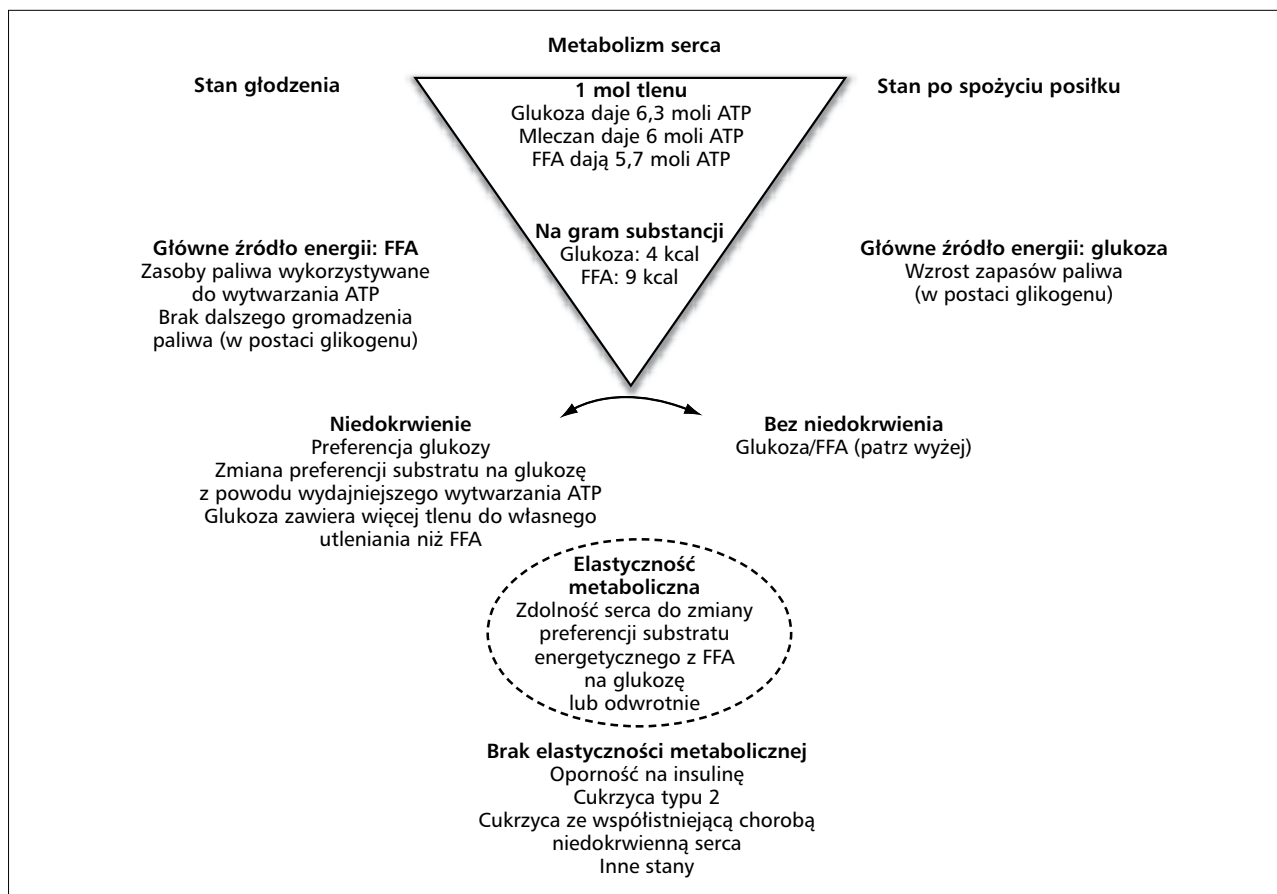 Metabolizm serca
Stan głodzenia
Stan po spożyciu posiłku
1 mol tlenu
Glukoza daje 6,3 moli ATP
Mleczan daje 6 moli ATP
FFA dają 5,7 moli ATP
Na gram substancji
Glukoza: 4 kcal
FFA: 9 kcal
Główne źródło energii: FFA
Zasoby paliwa wykorzystywane
do wytwarzania ATP
Brak dalszego gromadzenia
paliwa (w postaci glikogenu)
Główne źródło energii: glukoza
Wzrost zapasów paliwa
(w postaci glikogenu)
Niedokrwienie
Preferencja glukozy
Zmiana preferencji substratu na glukozę
z powodu wydajniejszego wytwarzania ATP
Glukoza zawiera więcej tlenu do własnego
utleniania niż FFA
Bez niedokrwienia
Glukoza/FFA (patrz wyżej)
Elastyczność
metaboliczna
Zdolność serca do zmiany
preferencji substratu
energetycznego z FFA
na glukozę
lub odwrotnie
Brak elastyczności metabolicznej
Oporność na insulinę
Cukrzyca typu 2
Cukrzyca ze współistniejącą chorobą
niedokrwienną serca
Inne stany